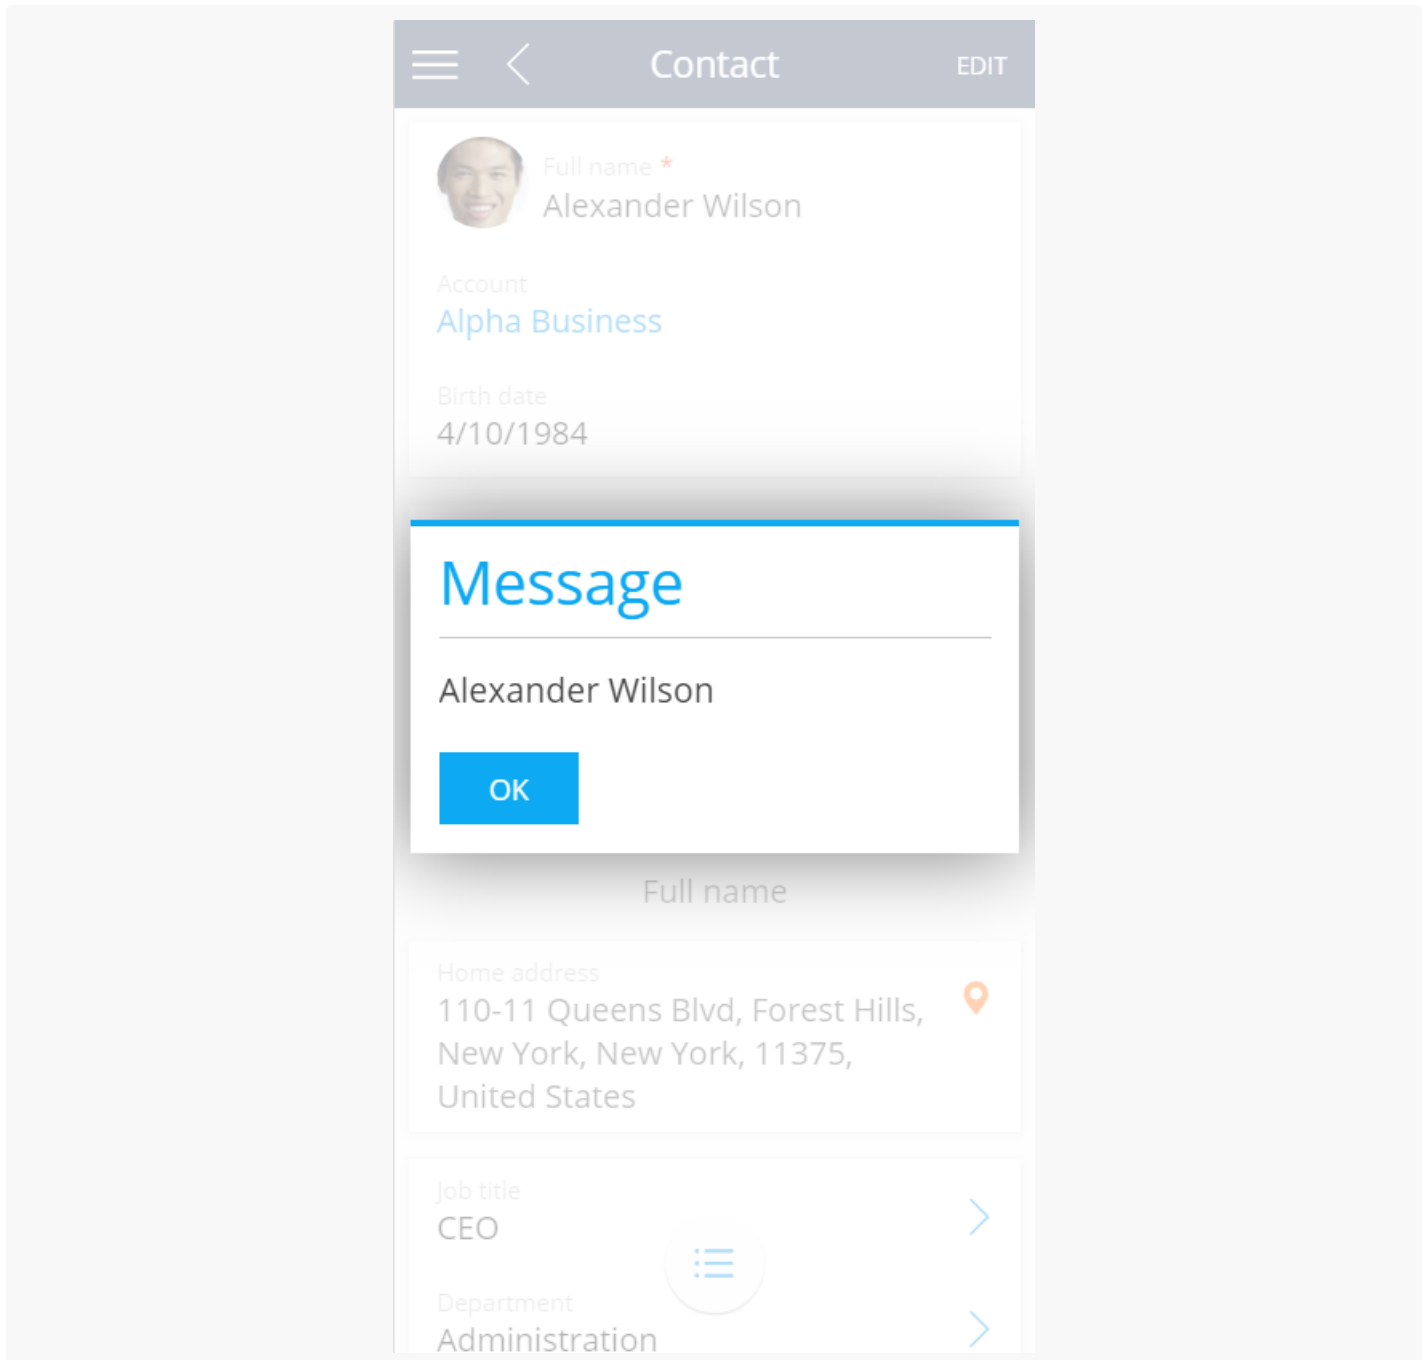 Contact
EDIT
Full name *
Alexander Wilson
Account
Alpha Business
Birth date
4/10/1984
Message
Alexander Wilson
OK
Full name
Home address
110-11 Queens Blvd, Forest Hills,
New York, New York, 11375,
United States
Job title
CEO
Department
Administration